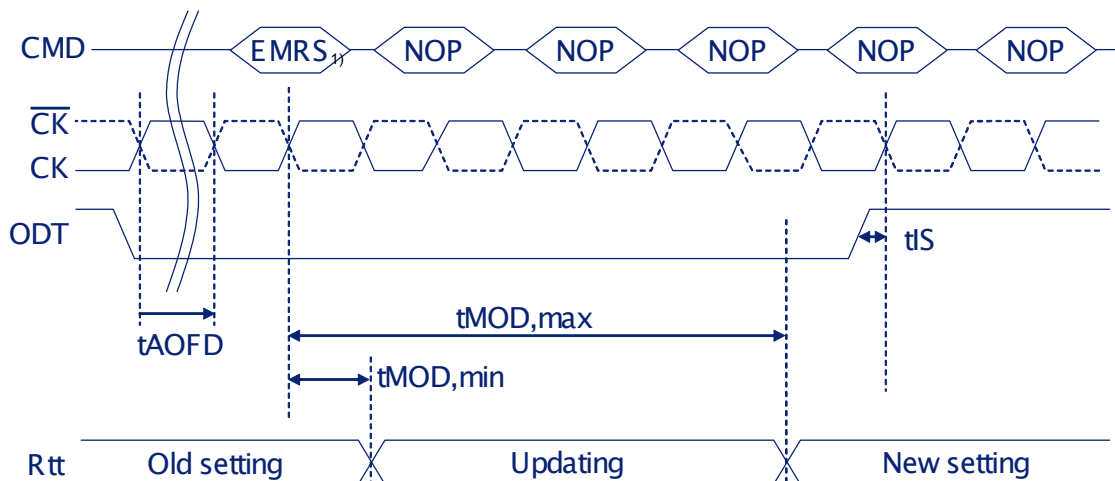 CMD EMRS1) NOP NOP NOP NOP NOP
CK
CK
ODT
tIS
tMOD,max
tAOFD
tMOD,min
Rtt Old setting Updating New setting